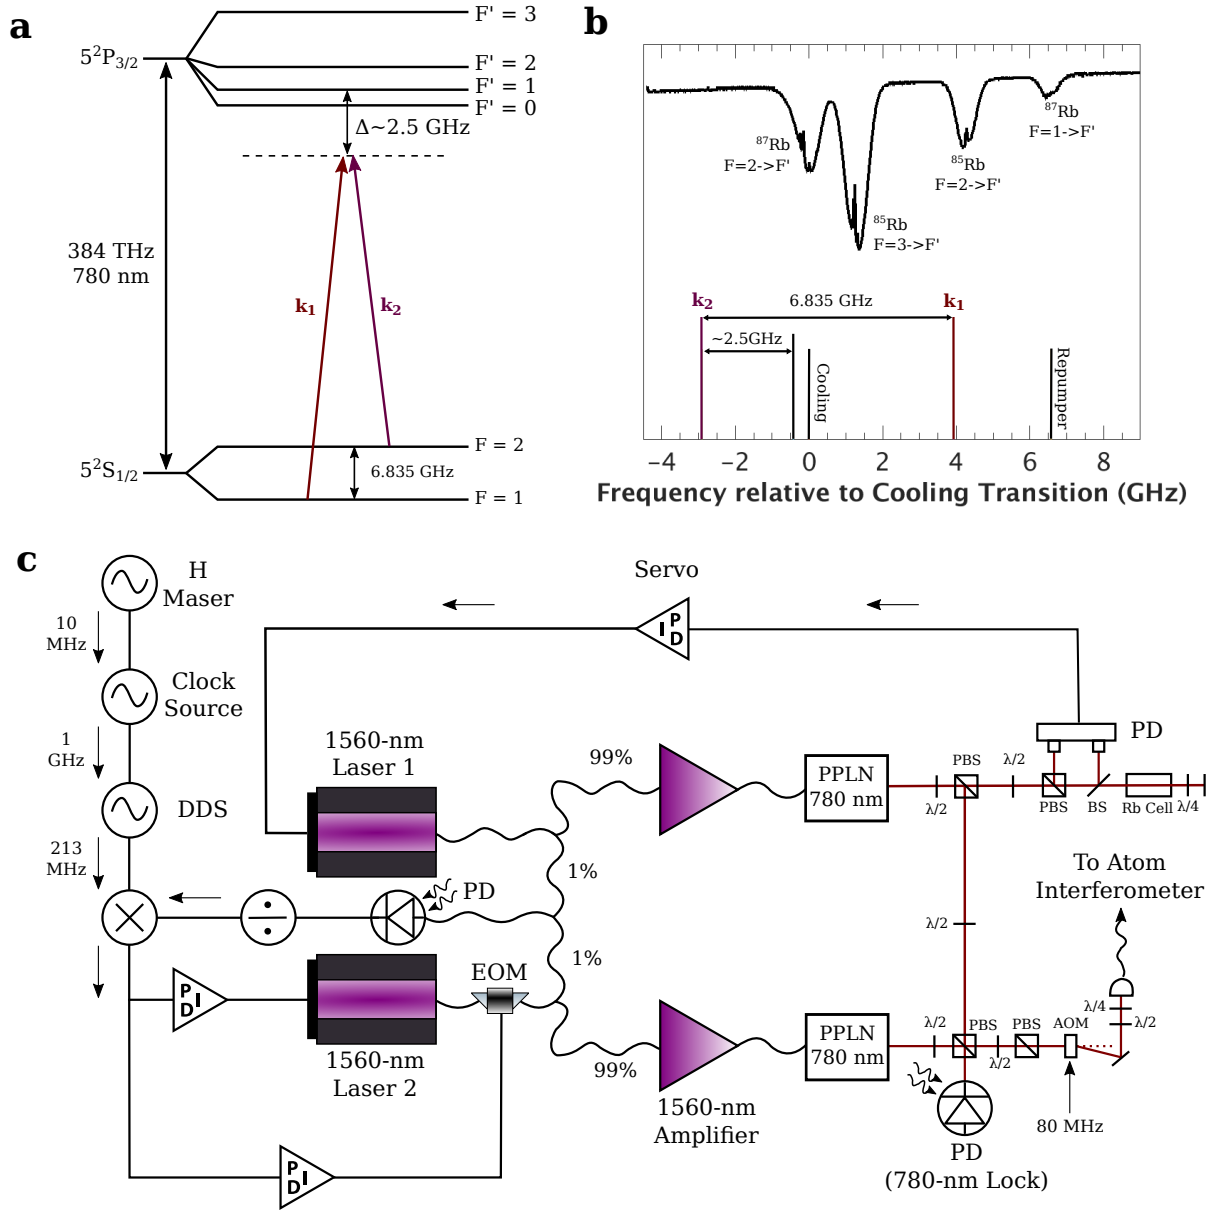 a
F' = 3
5²P₃/₂
F' = 2
F' = 1
F' = 0
Δ~2.5 GHz
384 THz
780 nm
k₁
k₂
F = 2
5²S₁/₂
6.835 GHz
F = 1
b
⁸⁷Rb
F=2->F'
⁸⁵Rb
F=3->F'
⁸⁵Rb
F=2->F'
⁸⁷Rb
F=1->F'
k₂
6.835 GHz
k₁
~2.5GHz
Cooling
Repumper
−4 −2 0 2 4 6 8
Frequency relative to Cooling Transition (GHz)
c
H
Maser
10
MHz
Clock
Source
1
GHz
DDS
213
MHz
Servo
P
I
D
1560-nm
Laser 1
99%
PPLN
780 nm
λ/2
PBS
λ/2
PBS
BS
Rb Cell
λ/4
PD
1%
PD
1%
EOM
P
I
D
1560-nm
Laser 2
99%
1560-nm
Amplifier
PPLN
780 nm
λ/2
λ/2
PBS
λ/2
PBS
AOM
80 MHz
λ/4
λ/2
To Atom
Interferometer
PD
(780-nm Lock)
P
I
D